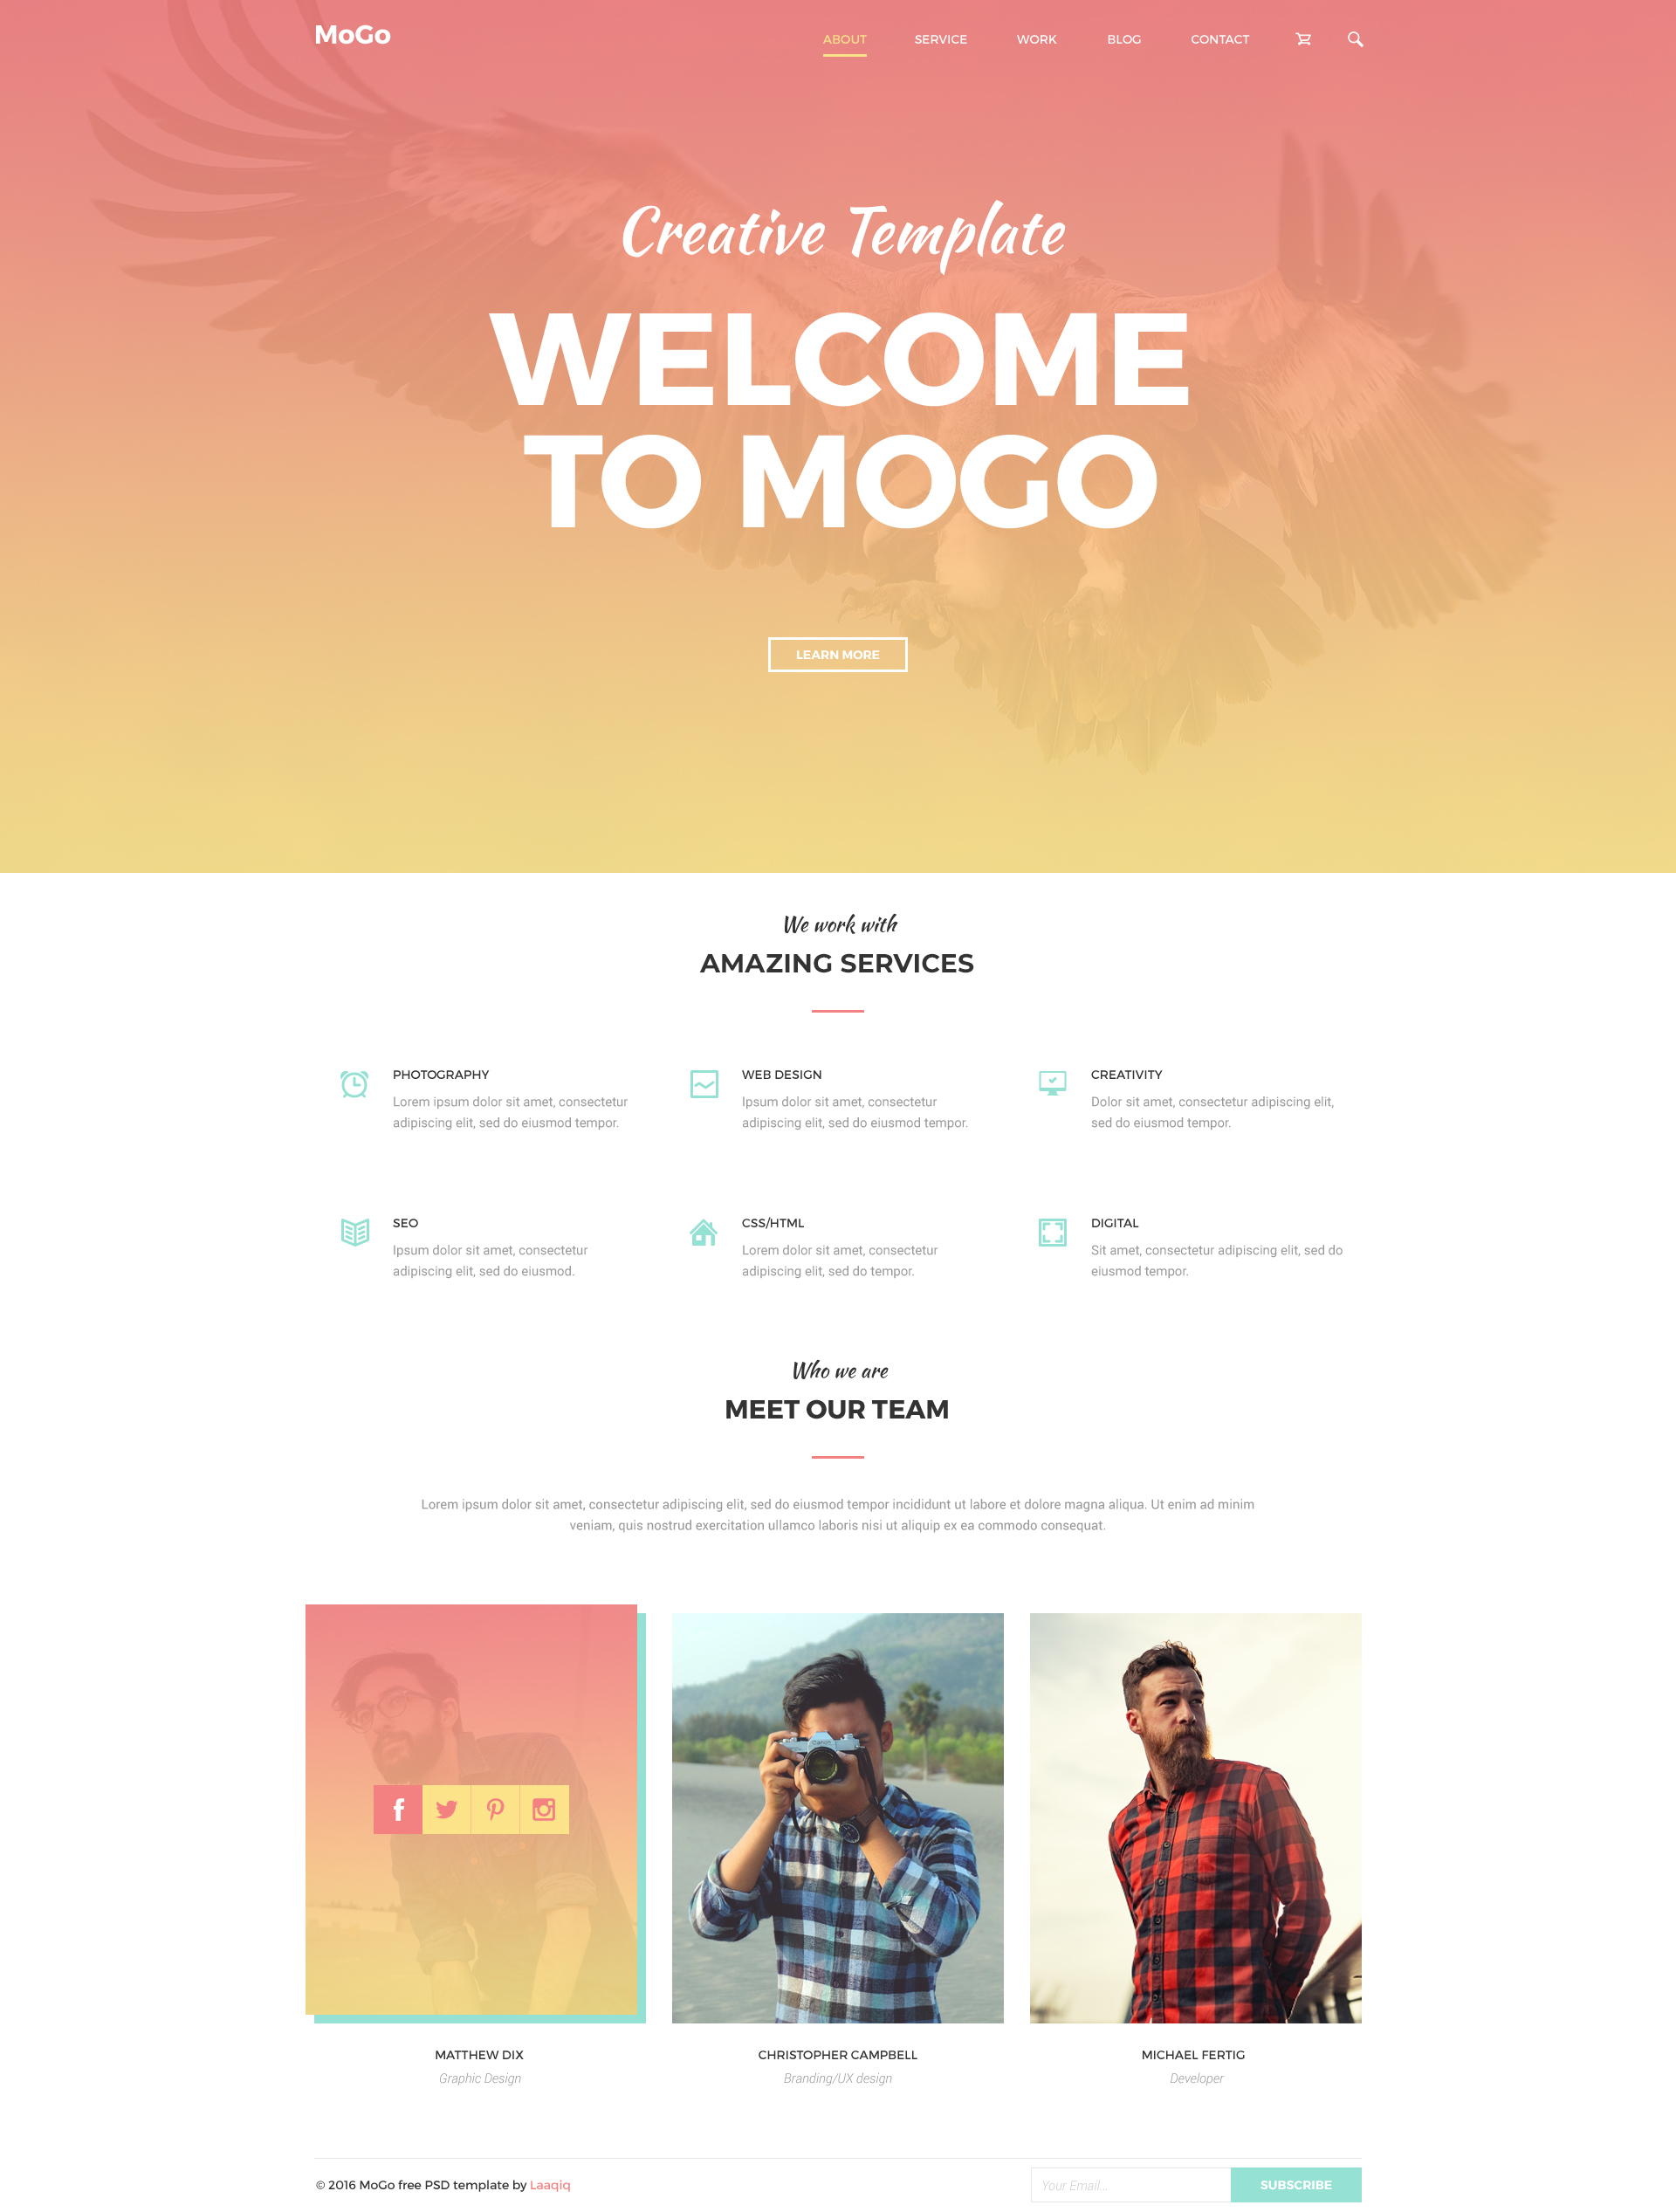 MoGo
ABOUT SERVICE WORK BLOG CONTACT
Creative Template
WELCOME
TO MOGO
LEARN MORE
We work with
AMAZING SERVICES
PHOTOGRAPHY
Lorem ipsum dolor sit amet, consectetur
adipiscing elit, sed do eiusmod tempor.
WEB DESIGN
Ipsum dolor sit amet, consectetur
adipiscing elit, sed do eiusmod tempor.
CREATIVITY
Dolor sit amet, consectetur adipiscing elit,
sed do eiusmod tempor.
SEO
Ipsum dolor sit amet, consectetur
adipiscing elit, sed do eiusmod.
CSS/HTML
Lorem dolor sit amet, consectetur
adipiscing elit, sed do tempor.
DIGITAL
Sit amet, consectetur adipiscing elit, sed do
eiusmod tempor.
Who we are
MEET OUR TEAM
Lorem ipsum dolor sit amet, consectetur adipiscing elit, sed do eiusmod tempor incididunt ut labore et dolore magna aliqua. Ut enim ad minim
veniam, quis nostrud exercitation ullamco laboris nisi ut aliquip ex ea commodo consequat.
Canon
MATTHEW DIX
Graphic Design
CHRISTOPHER CAMPBELL
Branding/UX design
MICHAEL FERTIG
Developer
© 2016 MoGo free PSD template by Laaqiq
Your Email...
SUBSCRIBE